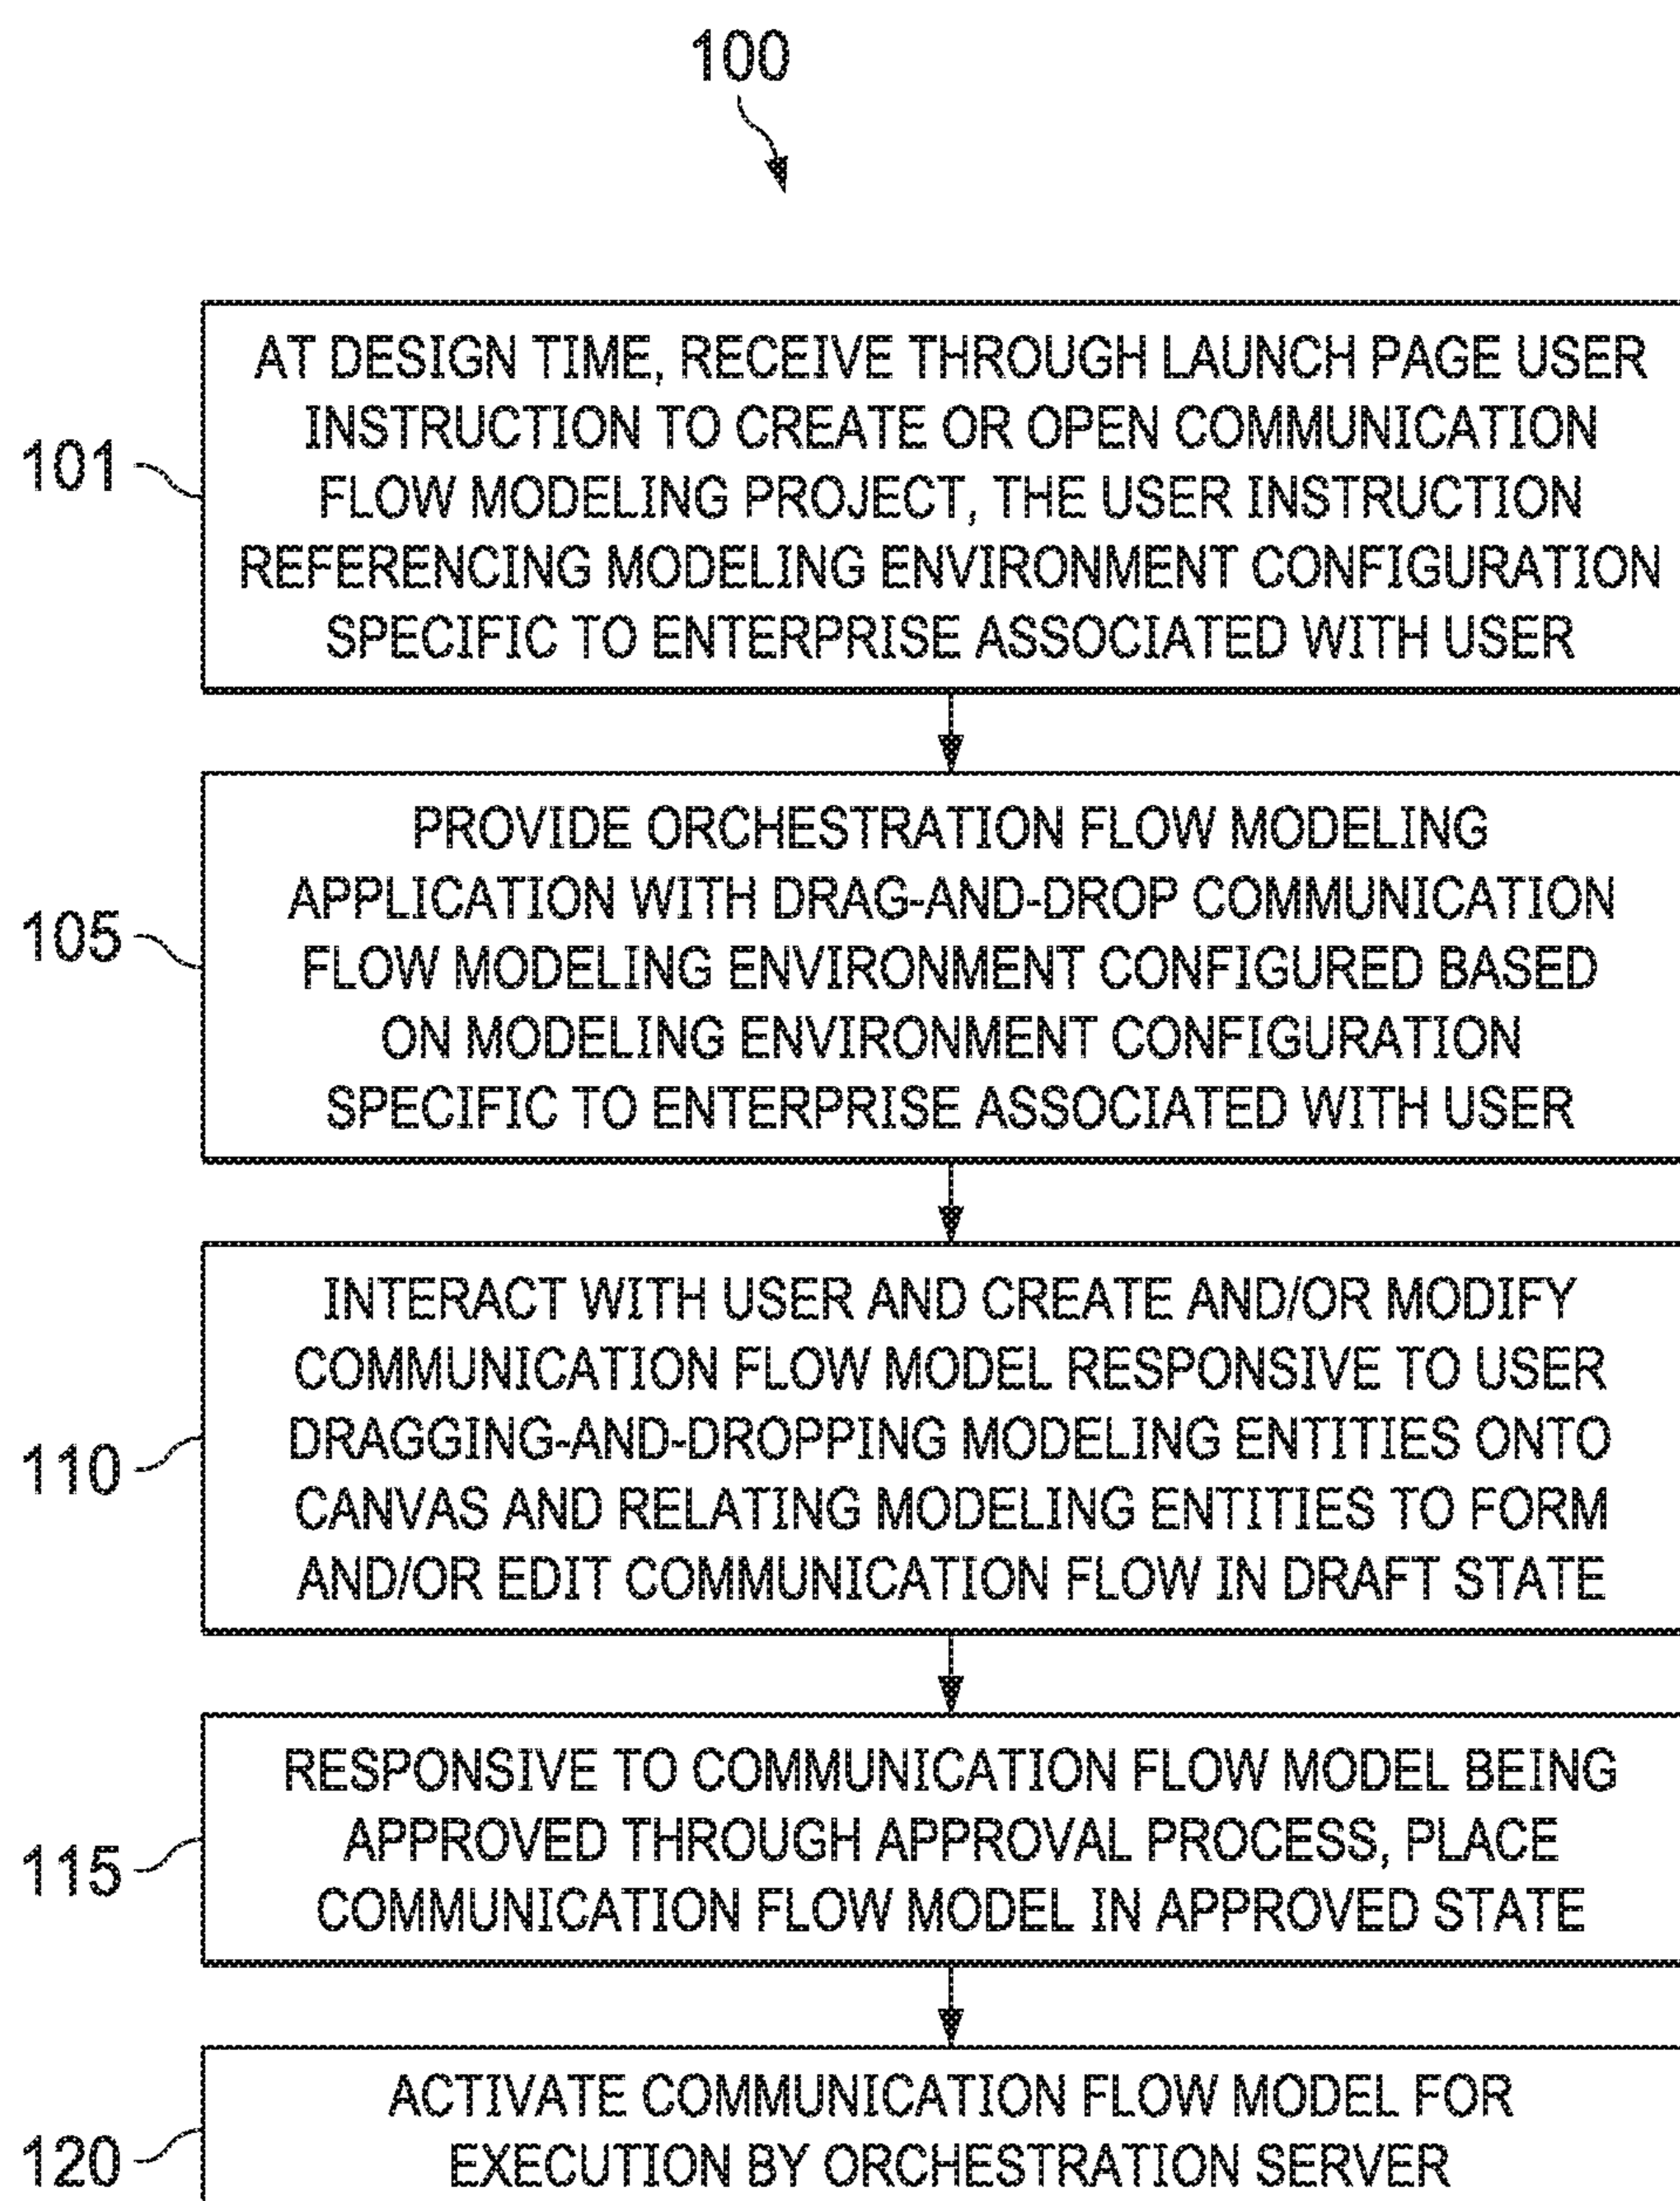 100
101
AT DESIGN TIME, RECEIVE THROUGH LAUNCH PAGE USER
INSTRUCTION TO CREATE OR OPEN COMMUNICATION
FLOW MODELING PROJECT, THE USER INSTRUCTION
REFERENCING MODELING ENVIRONMENT CONFIGURATION
SPECIFIC TO ENTERPRISE ASSOCIATED WITH USER
105
PROVIDE ORCHESTRATION FLOW MODELING
APPLICATION WITH DRAG-AND-DROP COMMUNICATION
FLOW MODELING ENVIRONMENT CONFIGURED BASED
ON MODELING ENVIRONMENT CONFIGURATION
SPECIFIC TO ENTERPRISE ASSOCIATED WITH USER
110
INTERACT WITH USER AND CREATE AND/OR MODIFY
COMMUNICATION FLOW MODEL RESPONSIVE TO USER
DRAGGING-AND-DROPPING MODELING ENTITIES ONTO
CANVAS AND RELATING MODELING ENTITIES TO FORM
AND/OR EDIT COMMUNICATION FLOW IN DRAFT STATE
115
RESPONSIVE TO COMMUNICATION FLOW MODEL BEING
APPROVED THROUGH APPROVAL PROCESS, PLACE
COMMUNICATION FLOW MODEL IN APPROVED STATE
120
ACTIVATE COMMUNICATION FLOW MODEL FOR
EXECUTION BY ORCHESTRATION SERVER